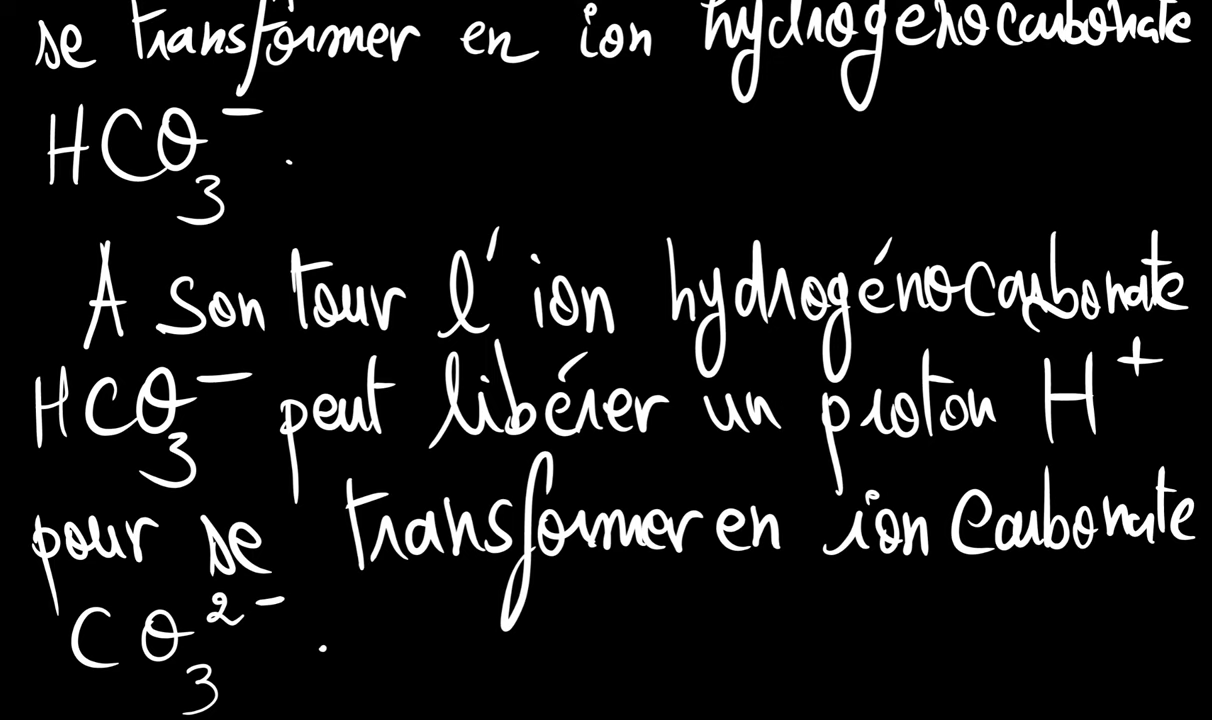 se transformer en ion hydrogénocarbonate
HCO₃⁻.
A son tour l'ion hydrogénocarbonate
HCO₃⁻ peut libérer un proton H⁺
pour se transformer en ion carbonate
CO₃²⁻.